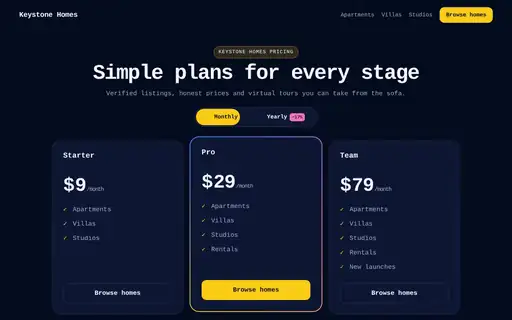 Keystone Homes
Apartments Villas Studios Browse homes
KEYSTONE HOMES PRICING
Simple plans for every stage
Verified listings, honest prices and virtual tours you can take from the sofa.
Monthly Yearly -17%
Starter
$9/month
✓ Apartments
✓ Villas
✓ Studios
Browse homes
Pro
$29/month
✓ Apartments
✓ Villas
✓ Studios
✓ Rentals
Browse homes
Team
$79/month
✓ Apartments
✓ Villas
✓ Studios
✓ Rentals
✓ New launches
Browse homes